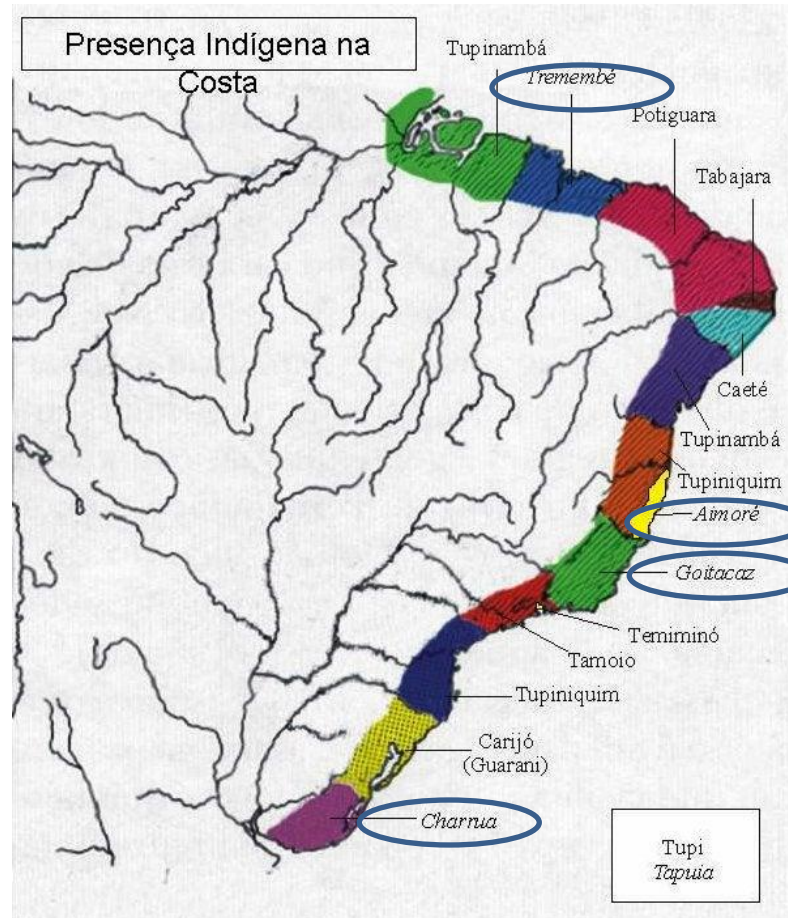 Presença Indígena na
Costa
Tupinambá
Tremembé
Potiguara
Tabajara
Caeté
Tupinambá
Tupiniquim
Aimoré
Goitacaz
Temiminó
Tamoio
Tupiniquim
Carijó
(Guarani)
Charrua
Tupi
Tapuia